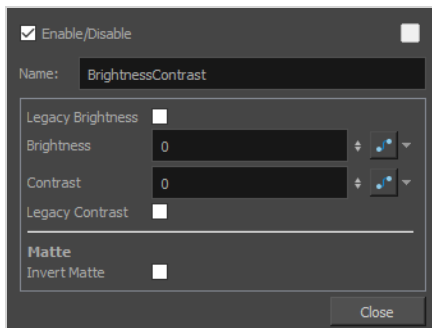 Enable/Disable
Name: BrightnessContrast
Legacy Brightness
Brightness 0
Contrast 0
Legacy Contrast
Matte
Invert Matte
Close